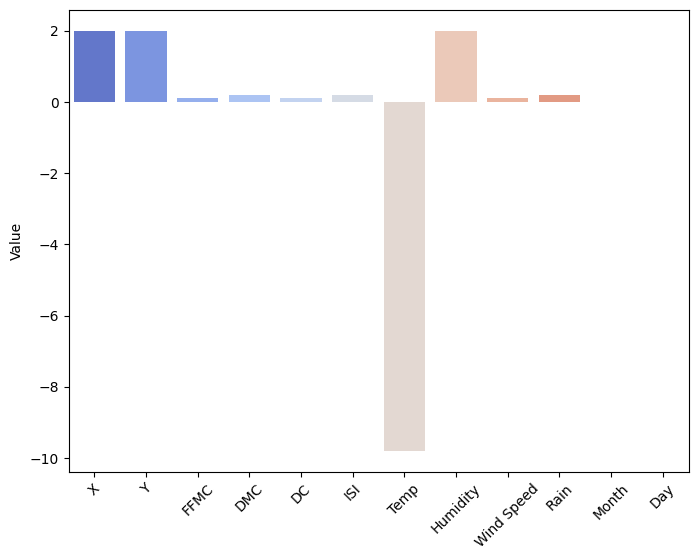 2
0
−2
−4
−6
−8
−10
Value
X
Y
FFMC
DMC
DC
ISI
Temp
Humidity
Wind Speed
Rain
Month
Day